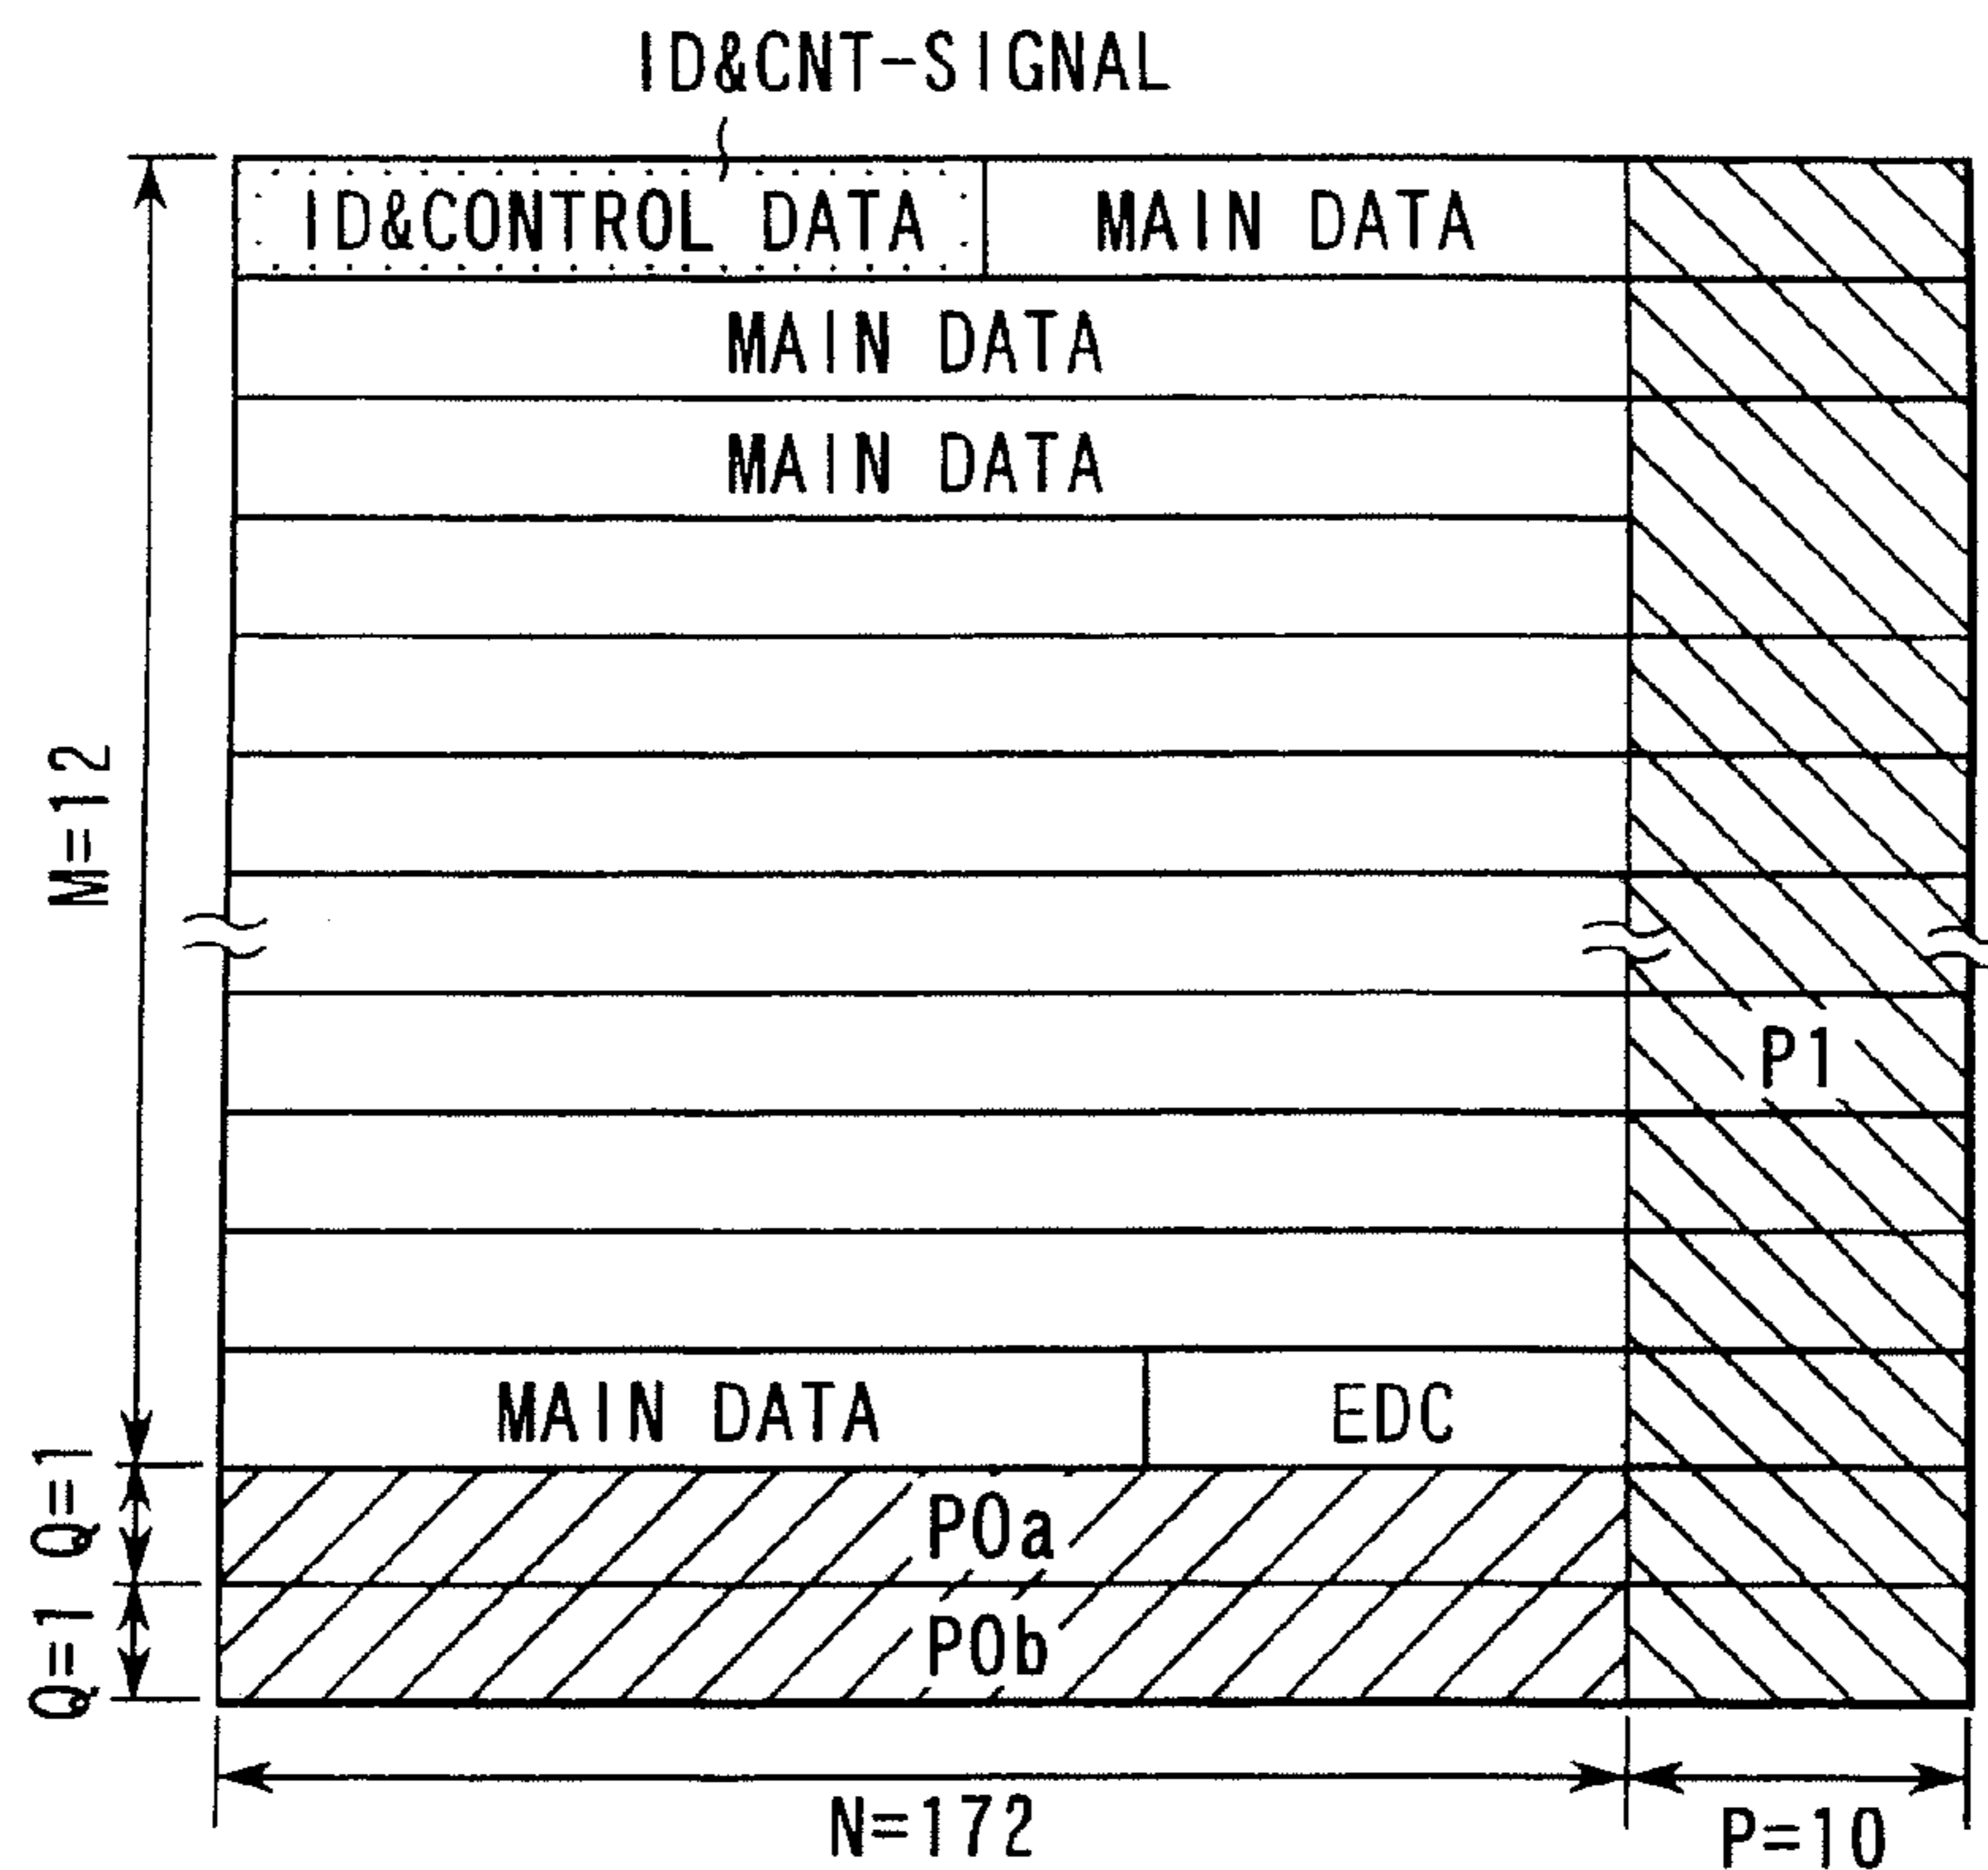 ID&CNT-SIGNAL
ID&CONTROL DATA MAIN DATA
MAIN DATA
MAIN DATA
M=12
P1
MAIN DATA EDC
Q=1 POa
Q=1 POb
N=172 P=10